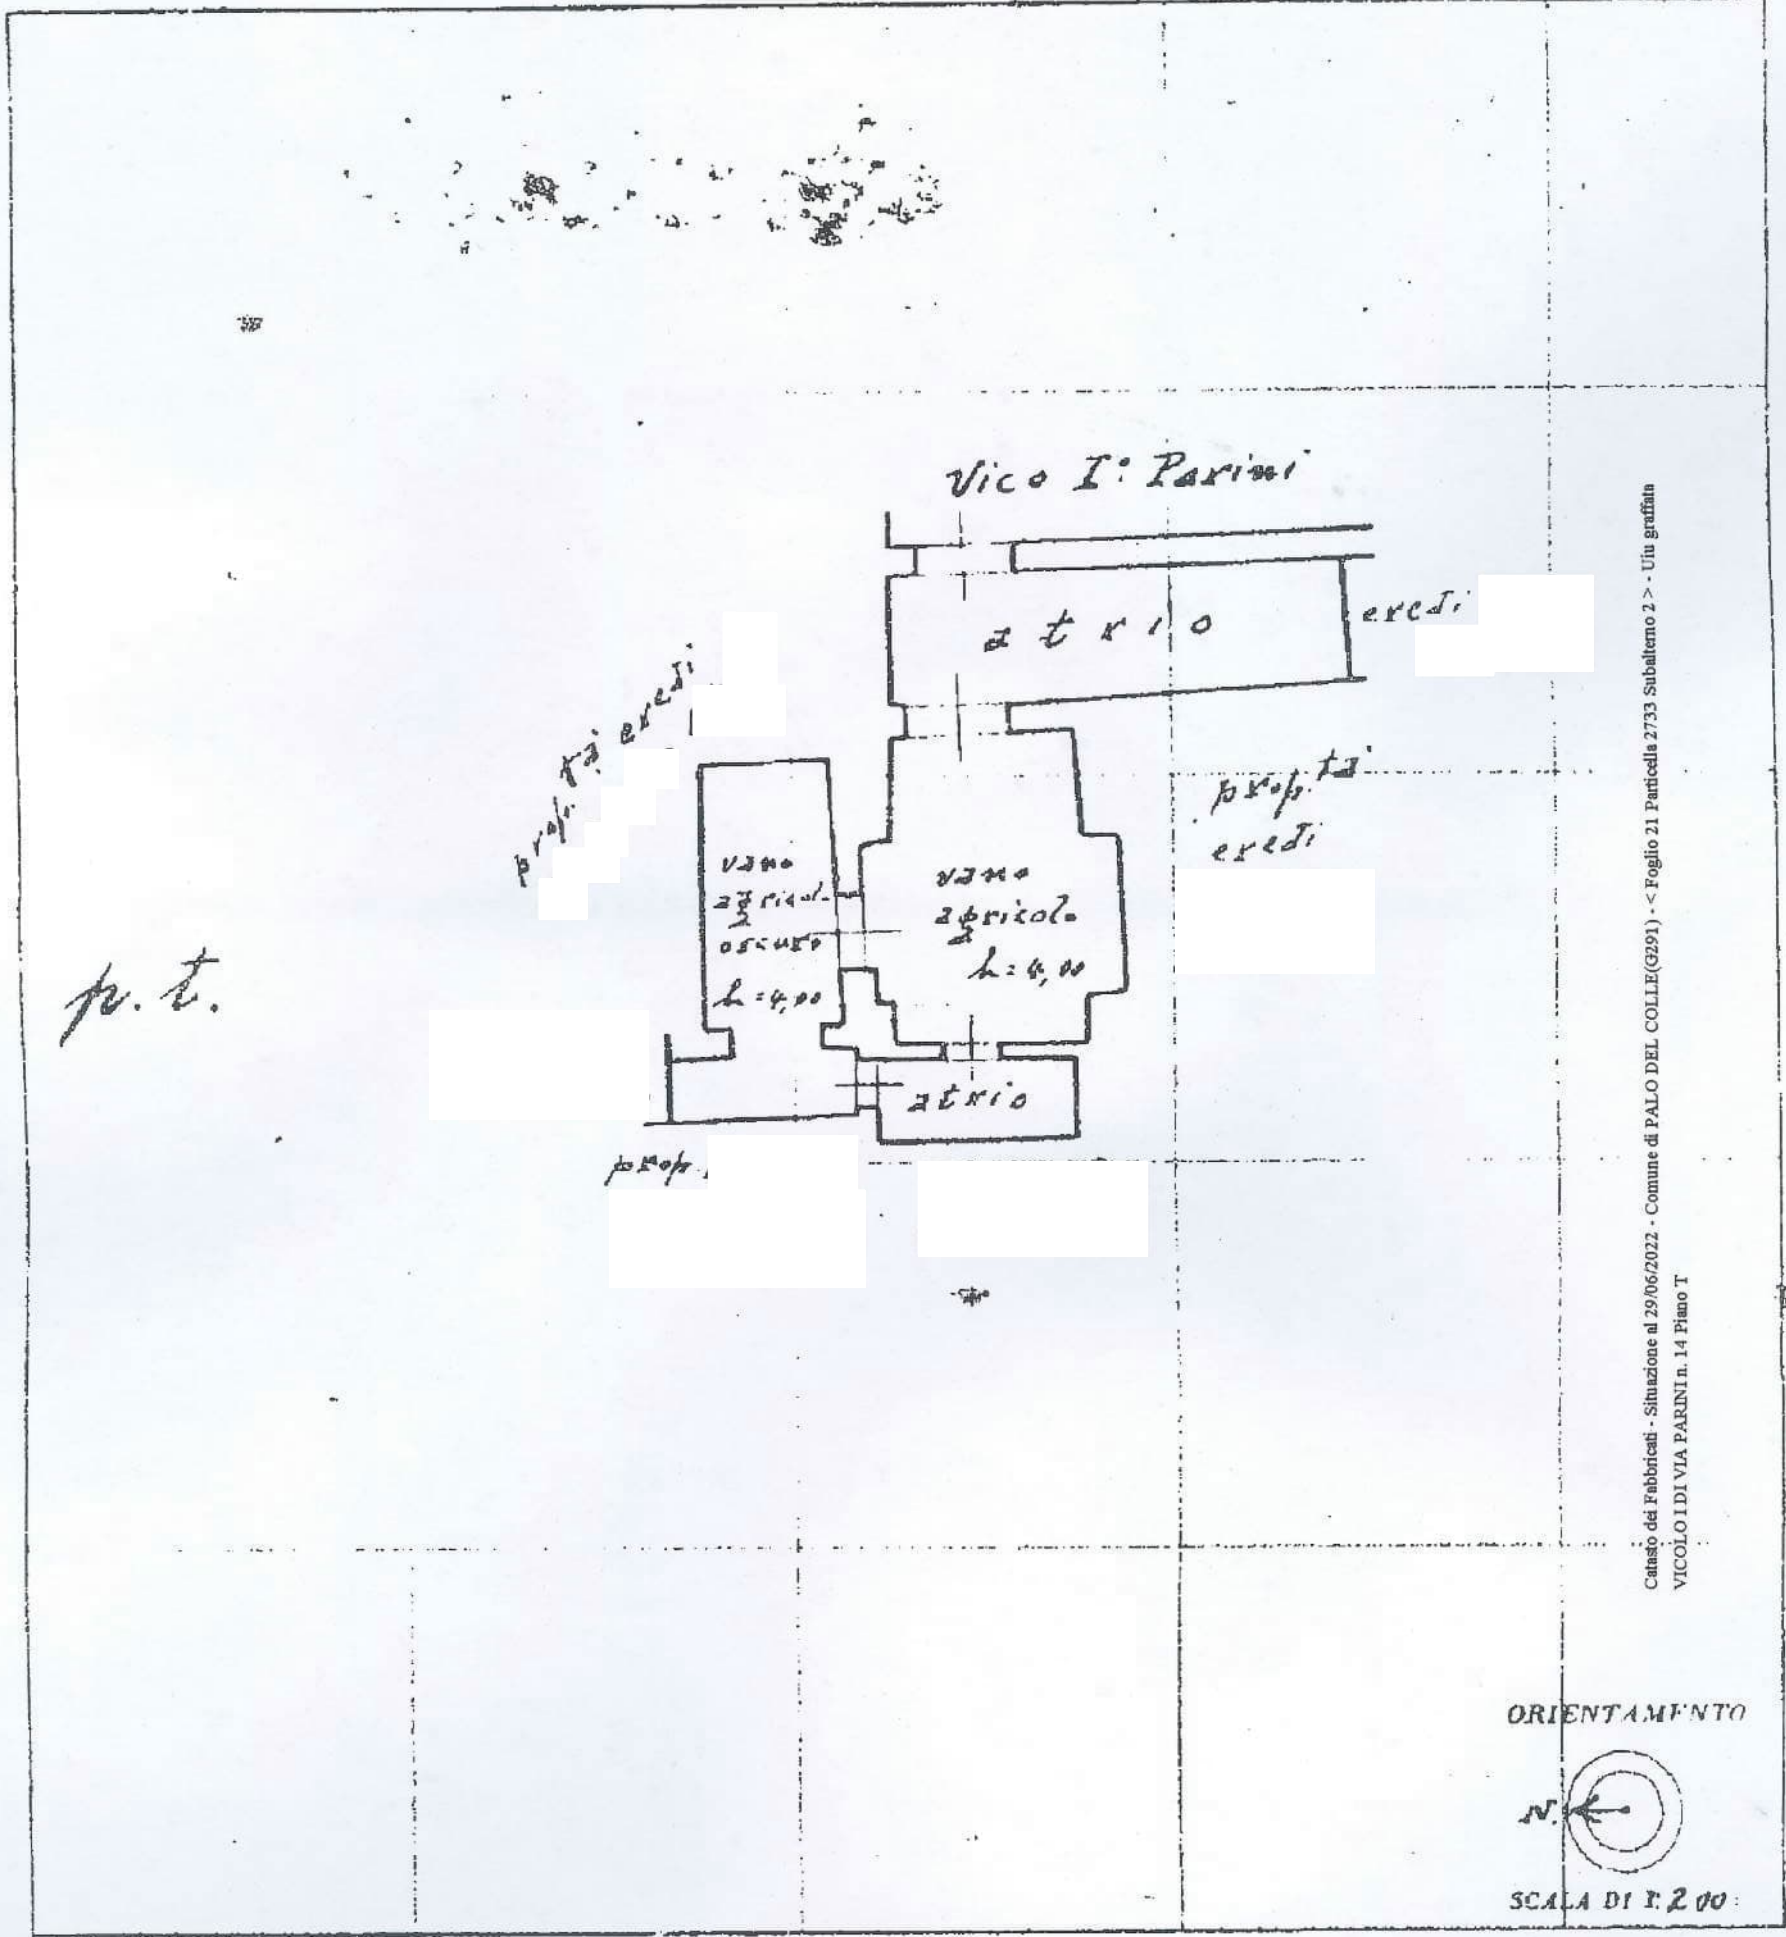 Vico I° Parini
atrio
eredi
prop.tà eredi
prop.tà
eredi
vano
agricolo
oscuro
h=4,00
vano
agricolo
h=4,00
p.t.
atrio
prop.
Catasto dei Fabbricati - Situazione al 29/06/2022 - Comune di PALO DEL COLLE(G291) - < Foglio 21 Particella 2733 Subalterno 2 > - Uiu graffata
VICOLO I DI VIA PARINI n. 14 Piano T
ORIENTAMENTO
N.
SCALA DI 1:200